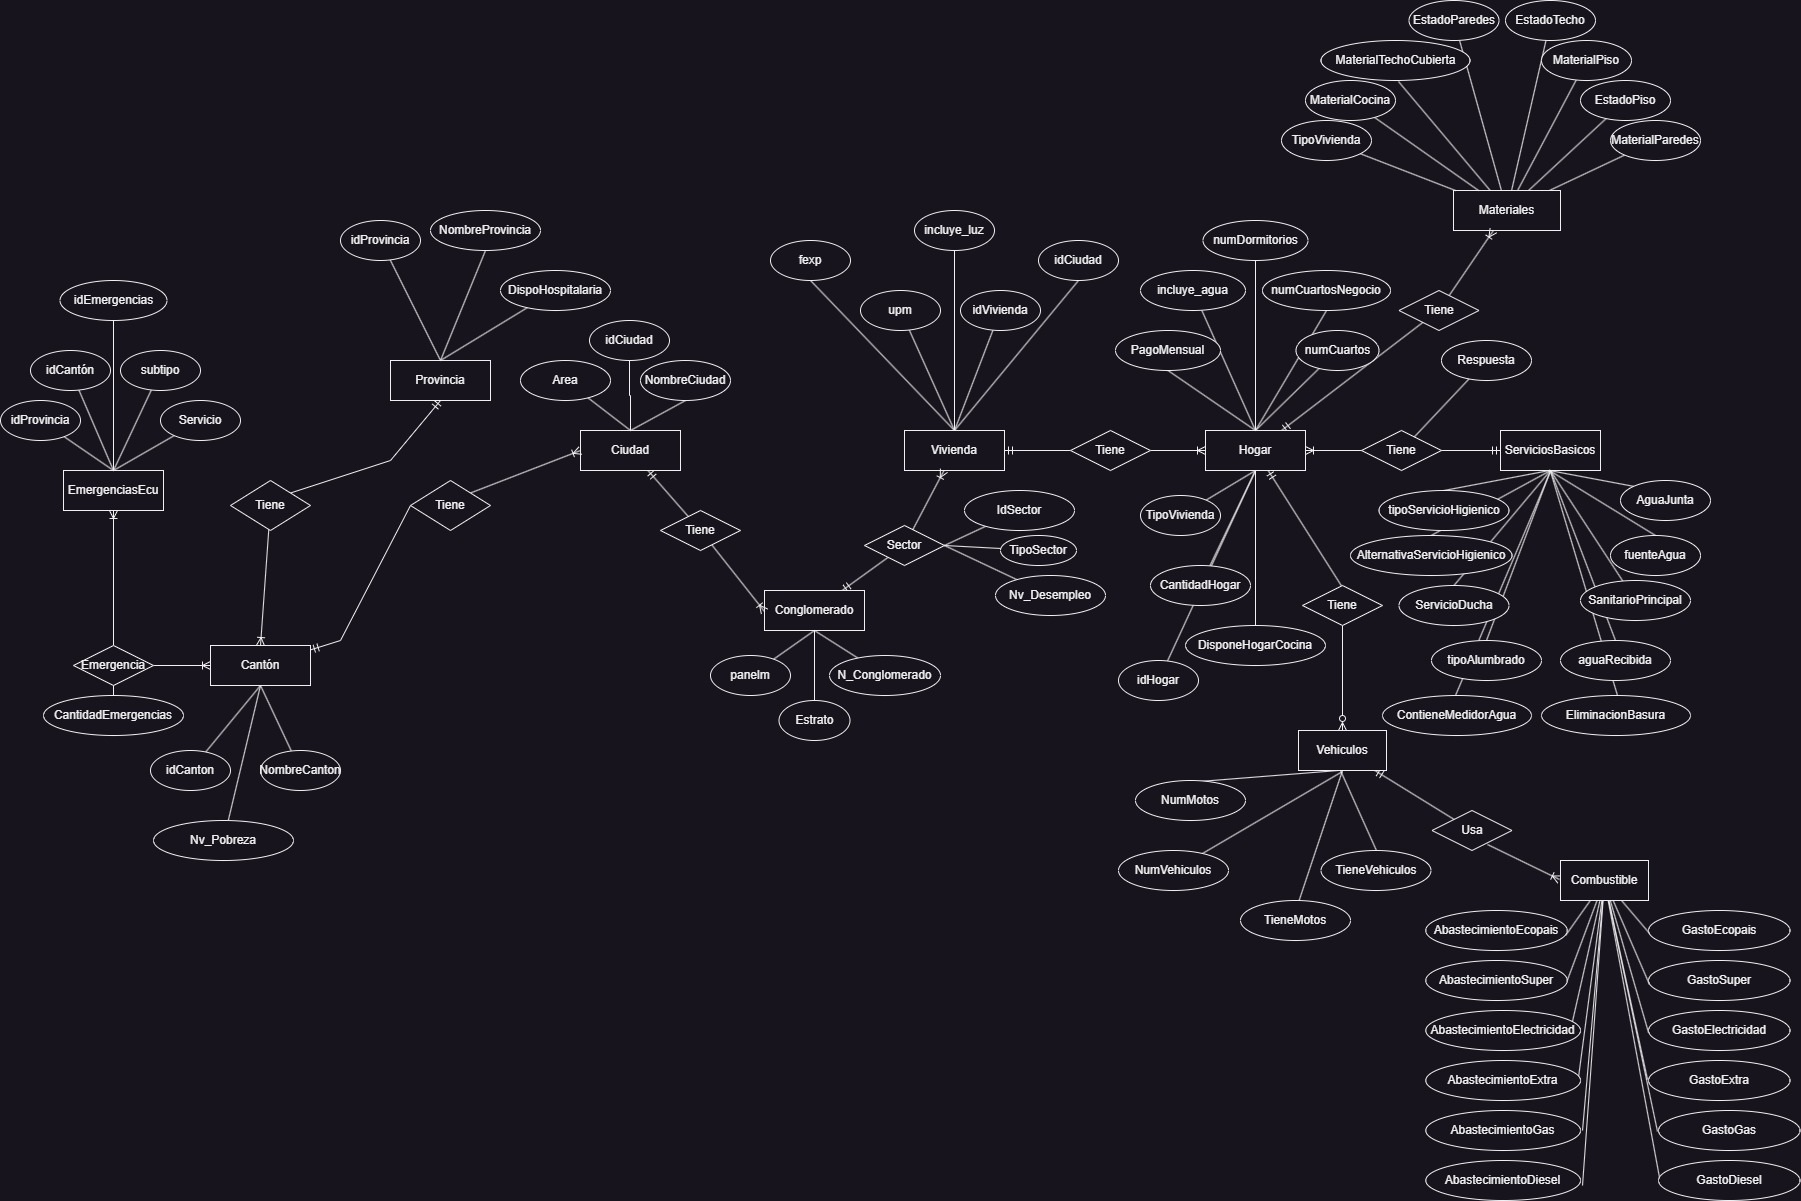 EstadoParedes
EstadoTecho
MaterialTechoCubierta
MaterialPiso
MaterialCocina
EstadoPiso
TipoVivienda
MaterialParedes
Materiales
Tiene
idProvincia
NombreProvincia
DispoHospitalaria
Provincia
idEmergencias
idCantón
subtipo
idProvincia
Servicio
EmergenciasEcu
Tiene
Tiene
Emergencia
CantidadEmergencias
Cantón
idCanton
NombreCanton
Nv_Pobreza
idCiudad
Area
NombreCiudad
Ciudad
Tiene
Conglomerado
panelm
N_Conglomerado
Estrato
fexp
incluye_luz
idCiudad
upm
idVivienda
Vivienda
Sector
IdSector
TipoSector
Nv_Desempleo
Tiene
numDormitorios
incluye_agua
numCuartosNegocio
PagoMensual
numCuartos
Hogar
TipoVivienda
CantidadHogar
DisponeHogarCocina
idHogar
Tiene
Respuesta
Tiene
ServiciosBasicos
tipoServicioHigienico
AguaJunta
AlternativaServicioHigienico
fuenteAgua
ServicioDucha
SanitarioPrincipal
tipoAlumbrado
aguaRecibida
ContieneMedidorAgua
EliminacionBasura
Vehiculos
NumMotos
NumVehiculos
TieneVehiculos
TieneMotos
Usa
Combustible
AbastecimientoEcopais
GastoEcopais
AbastecimientoSuper
GastoSuper
AbastecimientoElectricidad
GastoElectricidad
AbastecimientoExtra
GastoExtra
AbastecimientoGas
GastoGas
AbastecimientoDiesel
GastoDiesel